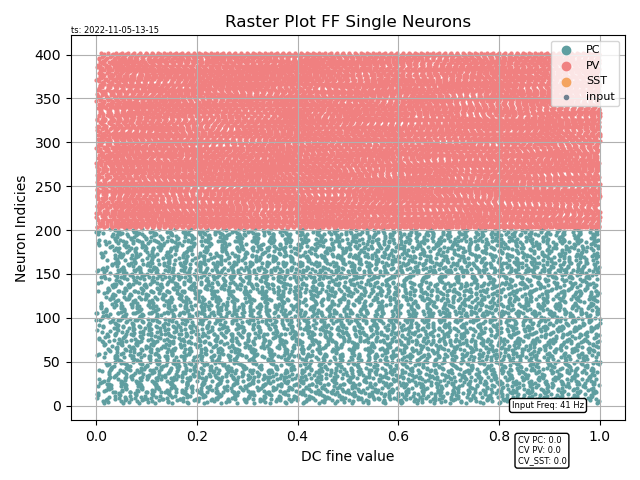 Raster Plot FF Single Neurons
ts: 2022-11-05-13-15
PC
PV
SST
input
400
350
300
250
200
150
100
50
0
Neuron Indicies
Input Freq: 41 Hz
0.0 0.2 0.4 0.6 0.8 1.0
DC fine value
CV PC: 0.0
CV PV: 0.0
CV_SST: 0.0